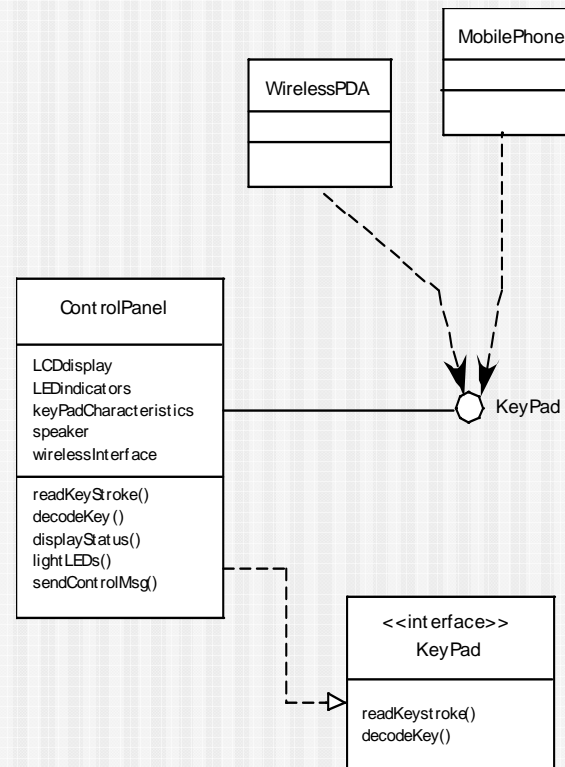 MobilePhone
WirelessPDA
ControlPanel
LCDdisplay
LEDindicators
keyPadCharacteristics
speaker
wirelessInterface
readKeyStroke()
decodeKey()
displayStatus()
lightLEDs()
sendControlMsg()
KeyPad
<<interface>>
KeyPad
readKeystroke()
decodeKey()